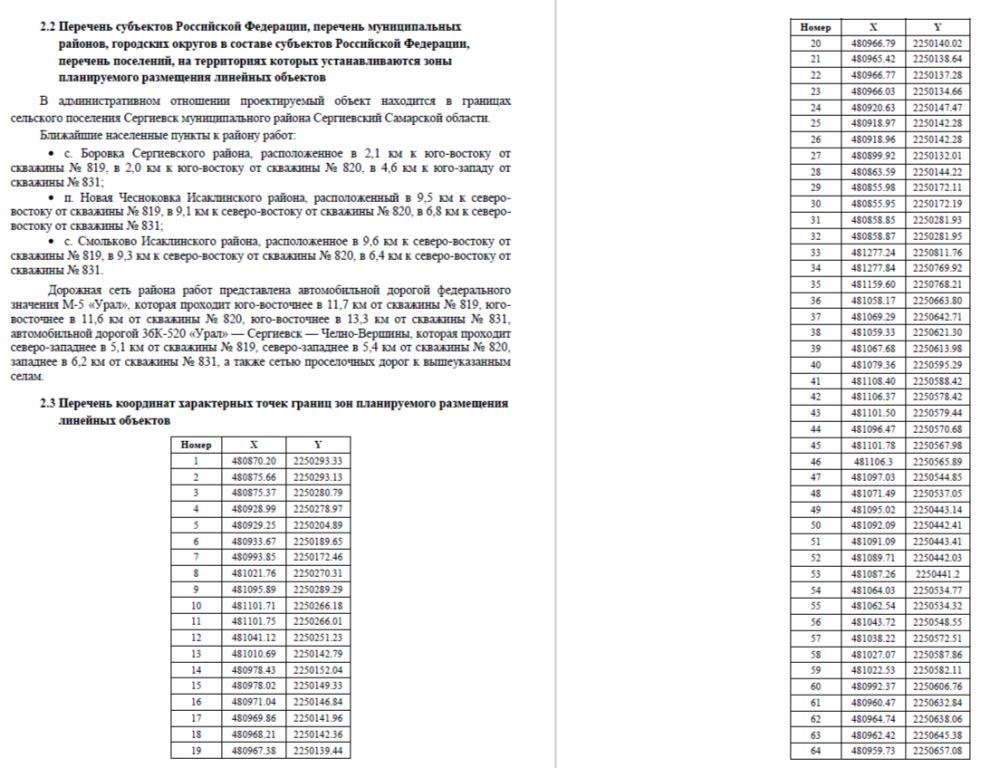 2.2 Перечень субъектов Российской Федерации, перечень муниципальных
районов, городских округов в составе субъектов Российской Федерации,
перечень поселений, на территориях которых устанавливаются зоны
планируемого размещения линейных объектов
В административном отношении проектируемый объект находится в границах
сельского поселения Сергиевск муниципального района Сергиевский Самарской области.
Ближайшие населенные пункты к району работ:
• с. Боровка Сергиевского района, расположенное в 2,1 км к юго-востоку от
скважины № 819, в 2,0 км к юго-востоку от скважины № 820, в 4,6 км к юго-западу от
скважины № 831;
• п. Новая Чесноковка Исаклинского района, расположенный в 9,5 км к северо-
востоку от скважины № 819, в 9,1 км к северо-востоку от скважины № 820, в 6,8 км к северо-
востоку от скважины № 831;
• с. Смольково Исаклинского района, расположенное в 9,6 км к северо-востоку от
скважины № 819, в 9,3 км к северо-востоку от скважины № 820, в 6,4 км к северо-востоку от
скважины № 831.
Дорожная сеть района работ представлена автомобильной дорогой федерального
значения М-5 «Урал», которая проходит юго-восточнее в 11,7 км от скважины № 819, юго-
восточнее в 11,6 км от скважины № 820, юго-восточнее в 13,3 км от скважины № 831,
автомобильной дорогой 36К-520 «Урал» — Сергиевск — Челно-Вершины, которая проходит
северо-западнее в 5,1 км от скважины № 819, северо-западнее в 5,4 км от скважины № 820,
западнее в 6,2 км от скважины № 831, а также сетью проселочных дорог к вышеуказанным
селам.
2.3 Перечень координат характерных точек границ зон планируемого размещения
линейных объектов
Номер X Y
1 480870.20 2250293.33
2 480875.66 2250293.13
3 480875.37 2250280.79
4 480928.99 2250278.97
5 480929.25 2250204.89
6 480933.67 2250189.65
7 480993.85 2250172.46
8 481021.76 2250270.31
9 481095.89 2250289.29
10 481101.71 2250266.18
11 481101.75 2250266.01
12 481041.12 2250251.23
13 481010.69 2250142.79
14 480978.43 2250152.04
15 480978.02 2250149.33
16 480971.04 2250146.84
17 480969.86 2250141.96
18 480968.21 2250142.36
19 480967.38 2250139.44
Номер X Y
20 480966.79 2250140.02
21 480965.42 2250138.64
22 480966.77 2250137.28
23 480966.03 2250134.66
24 480920.63 2250147.47
25 480918.97 2250142.28
26 480918.96 2250142.28
27 480899.92 2250132.01
28 480863.59 2250144.22
29 480855.98 2250172.11
30 480855.95 2250172.19
31 480858.85 2250281.93
32 480858.87 2250281.95
33 481277.24 2250811.76
34 481277.84 2250769.92
35 481159.60 2250768.21
36 481058.17 2250663.80
37 481069.29 2250642.71
38 481059.33 2250621.30
39 481067.68 2250613.98
40 481079.36 2250595.29
41 481108.40 2250588.42
42 481106.37 2250578.42
43 481101.50 2250579.44
44 481096.47 2250570.68
45 481101.78 2250567.98
46 481106.3 2250565.89
47 481097.03 2250544.85
48 481071.49 2250537.05
49 481095.02 2250443.14
50 481092.09 2250442.41
51 481091.09 2250443.41
52 481089.71 2250442.03
53 481087.26 2250441.2
54 481064.03 2250534.77
55 481062.54 2250534.32
56 481043.72 2250548.55
57 481038.22 2250572.51
58 481027.07 2250587.86
59 481022.53 2250582.11
60 480992.37 2250606.76
61 480960.47 2250632.84
62 480964.74 2250638.06
63 480962.42 2250645.38
64 480959.73 2250657.08